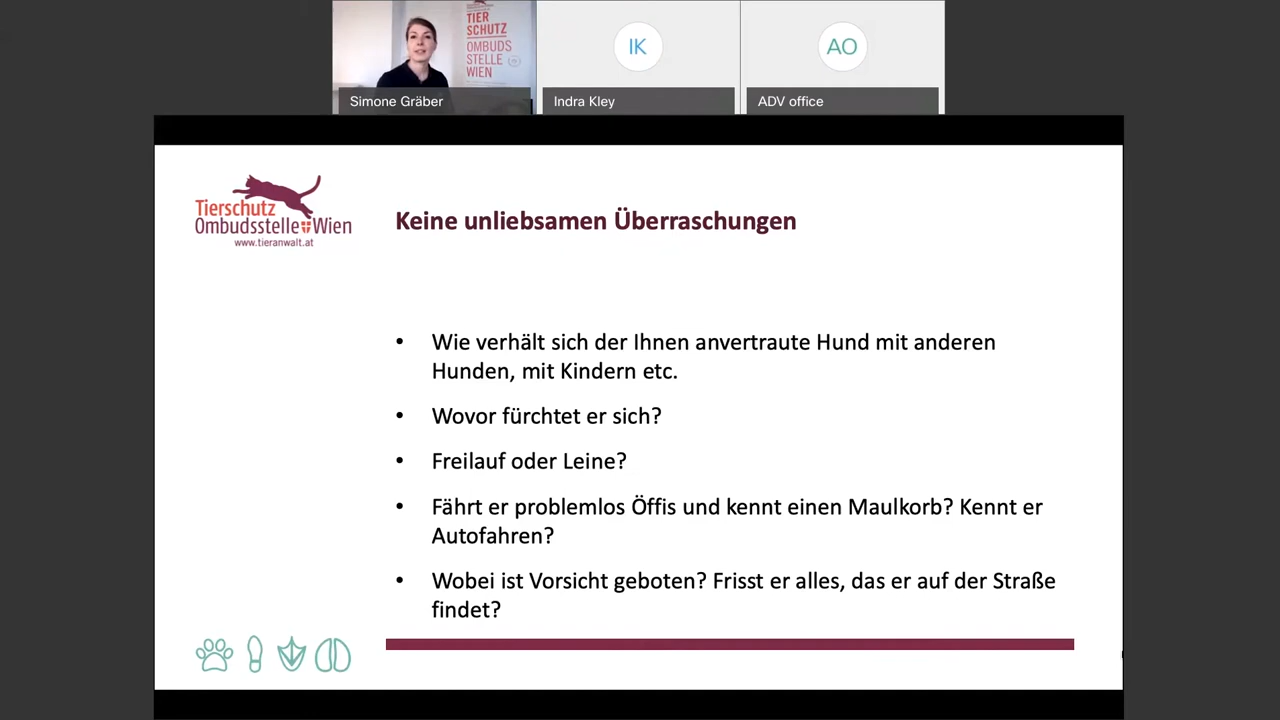 TIER
SCHUTZ
OMBUDS
STELLE
WIEN
IK
AO
Simone Gräber
Indra Kley
ADV office
Tierschutz
Ombudsstelle Wien
www.tieranwalt.at
Keine unliebsamen Überraschungen
• Wie verhält sich der Ihnen anvertraute Hund mit anderen
Hunden, mit Kindern etc.
• Wovor fürchtet er sich?
• Freilauf oder Leine?
• Fährt er problemlos Öffis und kennt einen Maulkorb? Kennt er
Autofahren?
• Wobei ist Vorsicht geboten? Frisst er alles, das er auf der Straße
findet?